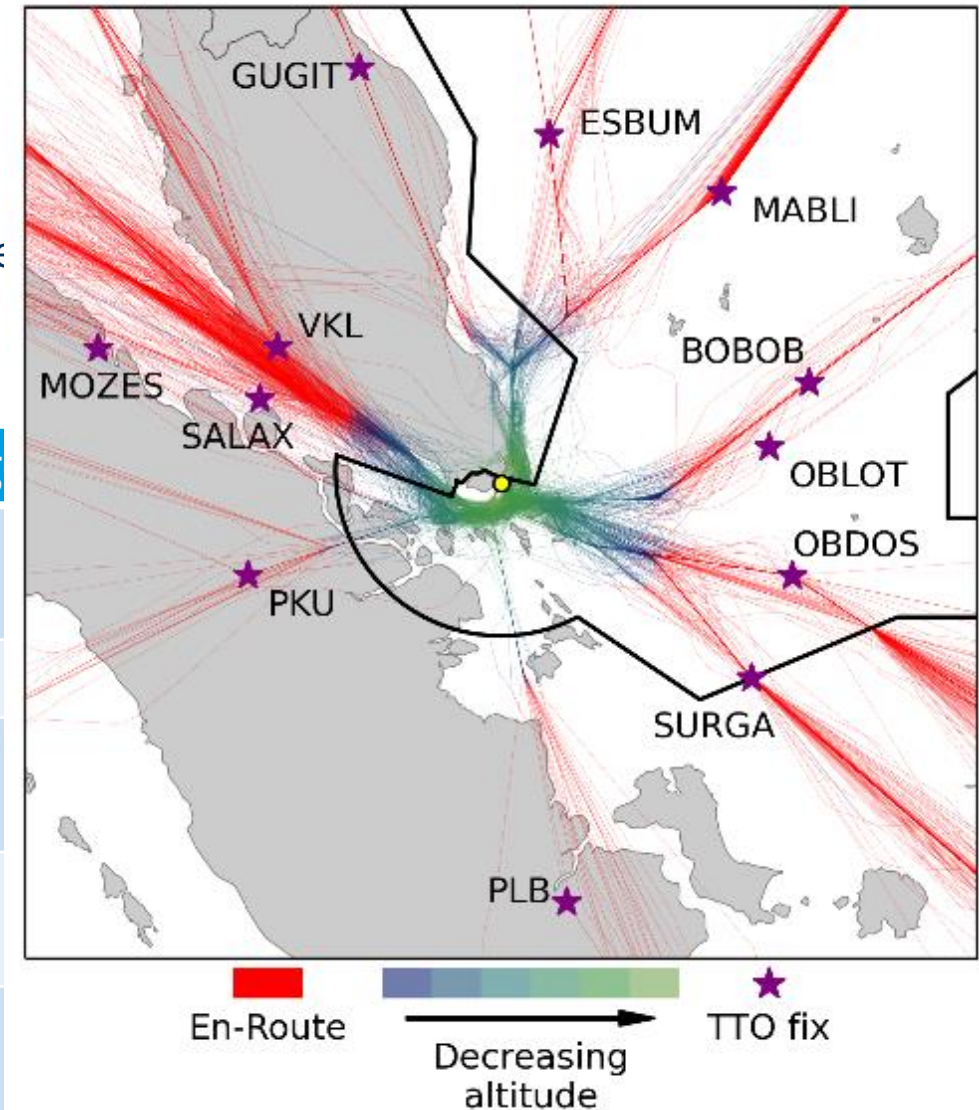 GUGIT
ESBUM
MABLI
VKL
BOBOB
MOZES
SALAX
OBLOT
OBDOS
PKU
SURGA
PLB
En-Route
TTO fix
Decreasing
altitude